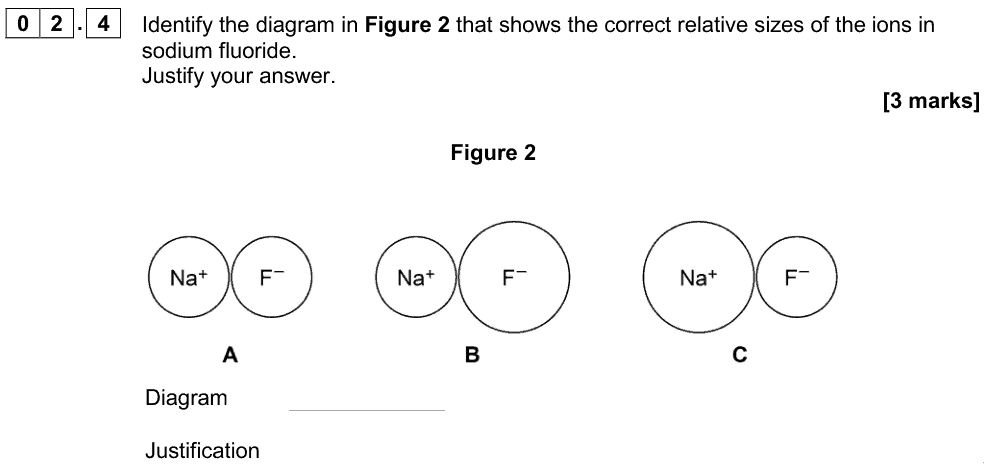 0 2 . 4 Identify the diagram in Figure 2 that shows the correct relative sizes of the ions in
sodium fluoride.
Justify your answer.
[3 marks]
Figure 2
Na⁺ F⁻ Na⁺ F⁻ Na⁺ F⁻
A B C
Diagram
Justification